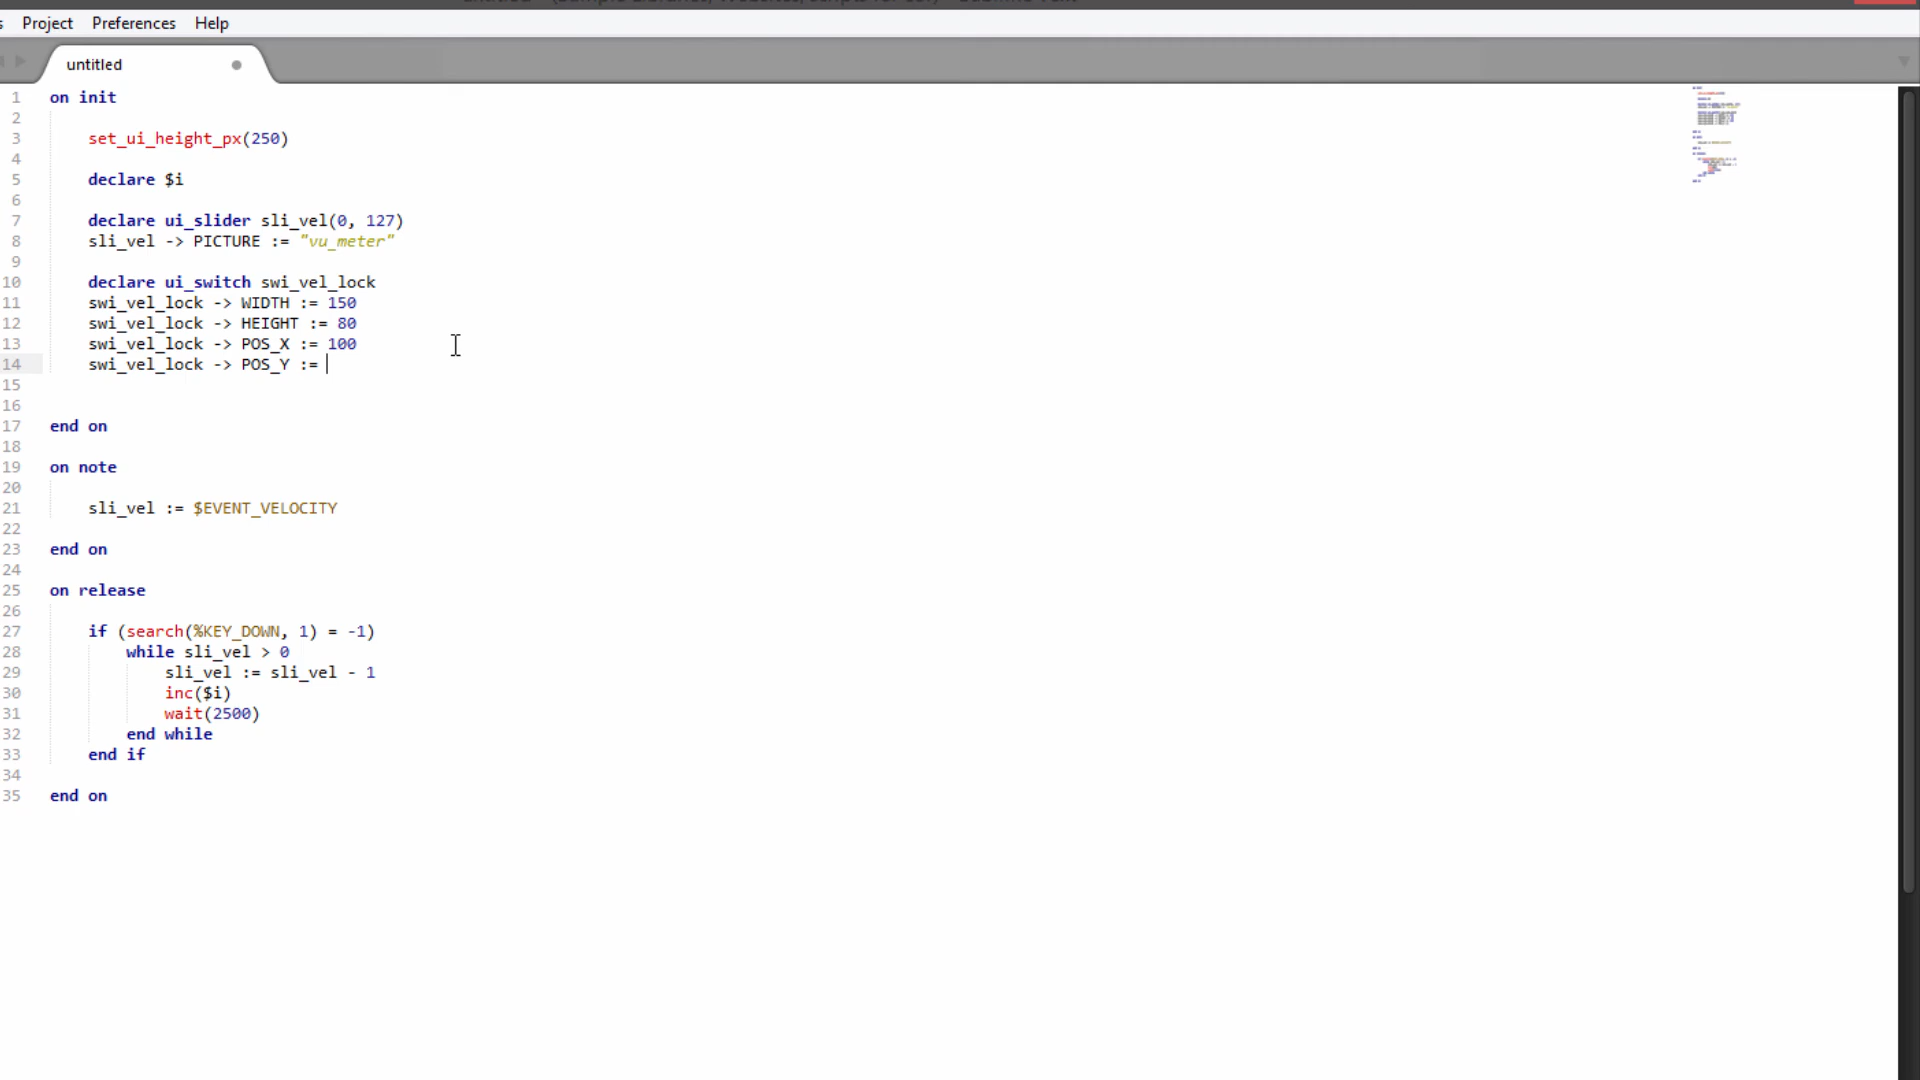 Project Preferences Help
untitled
1 on init
2
3 set_ui_height_px(250)
4
5 declare $i
6
7 declare ui_slider sli_vel(0, 127)
8 sli_vel -> PICTURE := "vu_meter"
9
10 declare ui_switch swi_vel_lock
11 swi_vel_lock -> WIDTH := 150
12 swi_vel_lock -> HEIGHT := 80
13 swi_vel_lock -> POS_X := 100
14 swi_vel_lock -> POS_Y :=
15
16
17 end on
18
19 on note
20
21 sli_vel := $EVENT_VELOCITY
22
23 end on
24
25 on release
26
27 if (search(%KEY_DOWN, 1) = -1)
28 while sli_vel > 0
29 sli_vel := sli_vel - 1
30 inc($i)
31 wait(2500)
32 end while
33 end if
34
35 end on